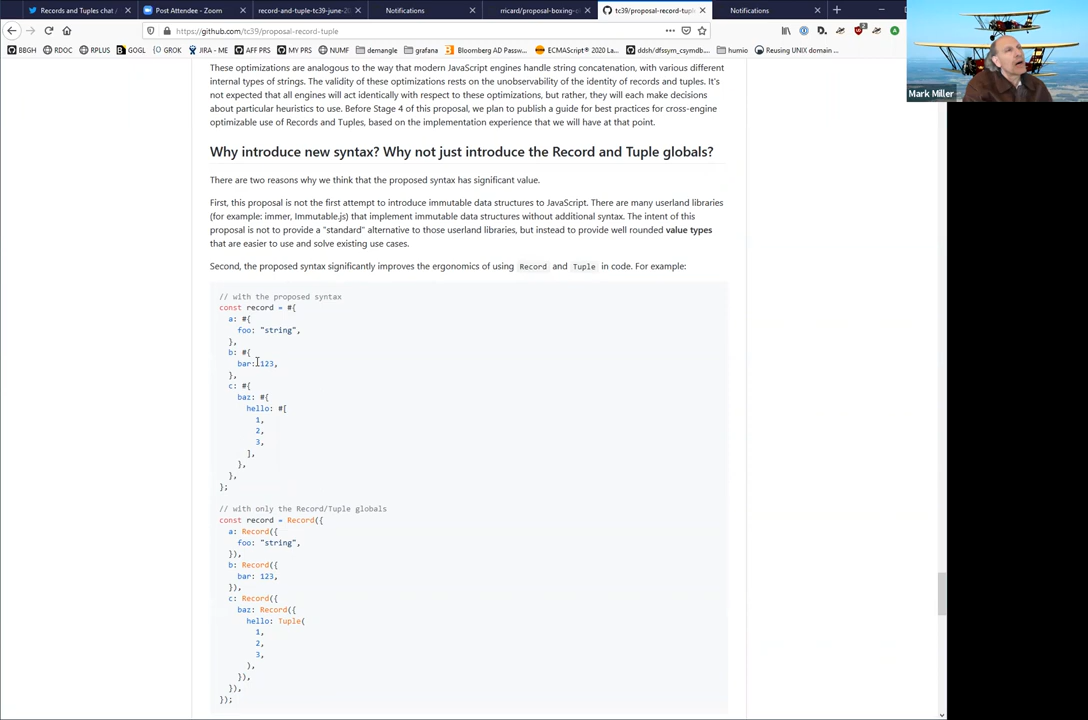 Records and Tuples chat /
Post Attendee - Zoom
record-and-tuple-tc39-june-20
Notifications
rricard/proposal-boxing-
tc39/proposal-record-tupl
Notifications
https://github.com/tc39/proposal-record-tuple
BBGH RDOC RPLUS GOGL GROK JIRA - ME AFF PRS MY PRS NUMF demangle grafana Bloomberg AD Passw... ECMAScript® 2020 La... ddsh/dfssym_csymdb.... humio Reusing UNIX domain ...
Mark Miller
These optimizations are analogous to the way that modern JavaScript engines handle string concatenation, with various different
internal types of strings. The validity of these optimizations rests on the unobservability of the identity of records and tuples. It's
not expected that all engines will act identically with respect to these optimizations, but rather, they will each make decisions
about particular heuristics to use. Before Stage 4 of this proposal, we plan to publish a guide for best practices for cross-engine
optimizable use of Records and Tuples, based on the implementation experience that we will have at that point.
Why introduce new syntax? Why not just introduce the Record and Tuple globals?
There are two reasons why we think that the proposed syntax has significant value.
First, this proposal is not the first attempt to introduce immutable data structures to JavaScript. There are many userland libraries
(for example: immer, Immutable.js) that implement immutable data structures without additional syntax. The intent of this
proposal is not to provide a "standard" alternative to those userland libraries, but instead to provide well rounded value types
that are easier to use and solve existing use cases.
Second, the proposed syntax significantly improves the ergonomics of using Record and Tuple in code. For example:
// with the proposed syntax
const record = #{
a: #{
foo: "string",
},
b: #{
bar: 123,
},
c: #{
baz: #{
hello: #[
1,
2,
3,
],
},
},
};
// with only the Record/Tuple globals
const record = Record({
a: Record({
foo: "string",
}),
b: Record({
bar: 123,
}),
c: Record({
baz: Record({
hello: Tuple(
1,
2,
3,
),
}),
}),
});